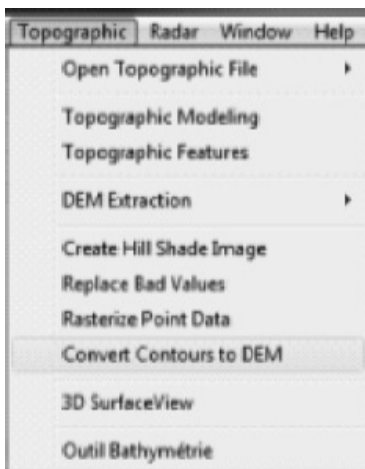 Topographic Radar Window Help
Open Topographic File
Topographic Modeling
Topographic Features
DEM Extraction
Create Hill Shade Image
Replace Bad Values
Rasterize Point Data
Convert Contours to DEM
3D SurfaceView
Outil Bathymétrie